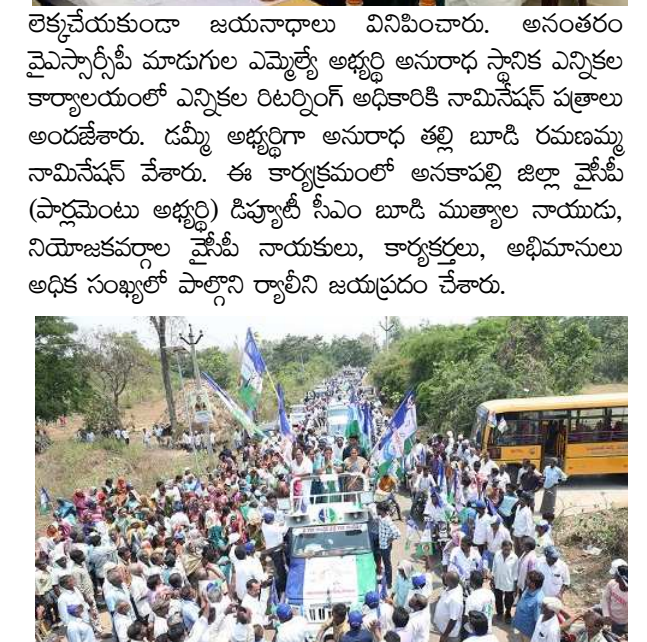 లెక్కచేయకుండా జయనాధాలు వినిపించారు. అనంతరం
వైఎస్సార్సీపీ మాడుగుల ఎమ్మెల్యే అభ్యర్థి అనురాధ స్థానిక ఎన్నికల
కార్యాలయంలో ఎన్నికల రిటర్నింగ్ అధికారికి నామినేషన్ పత్రాలు
అందజేశారు. డమ్మీ అభ్యర్థిగా అనురాధ తల్లి బూడి రమణమ్మ
నామినేషన్ వేశారు. ఈ కార్యక్రమంలో అనకాపల్లి జిల్లా వైసీపీ
(పార్లమెంటు అభ్యర్థి) డిప్యూటీ సీఎం బూడి ముత్యాల నాయుడు,
నియోజకవర్గాల వైసీపీ నాయకులు, కార్యకర్తలు, అభిమానులు
అధిక సంఖ్యలో పాల్గొని ర్యాలీని జయప్రదం చేశారు.